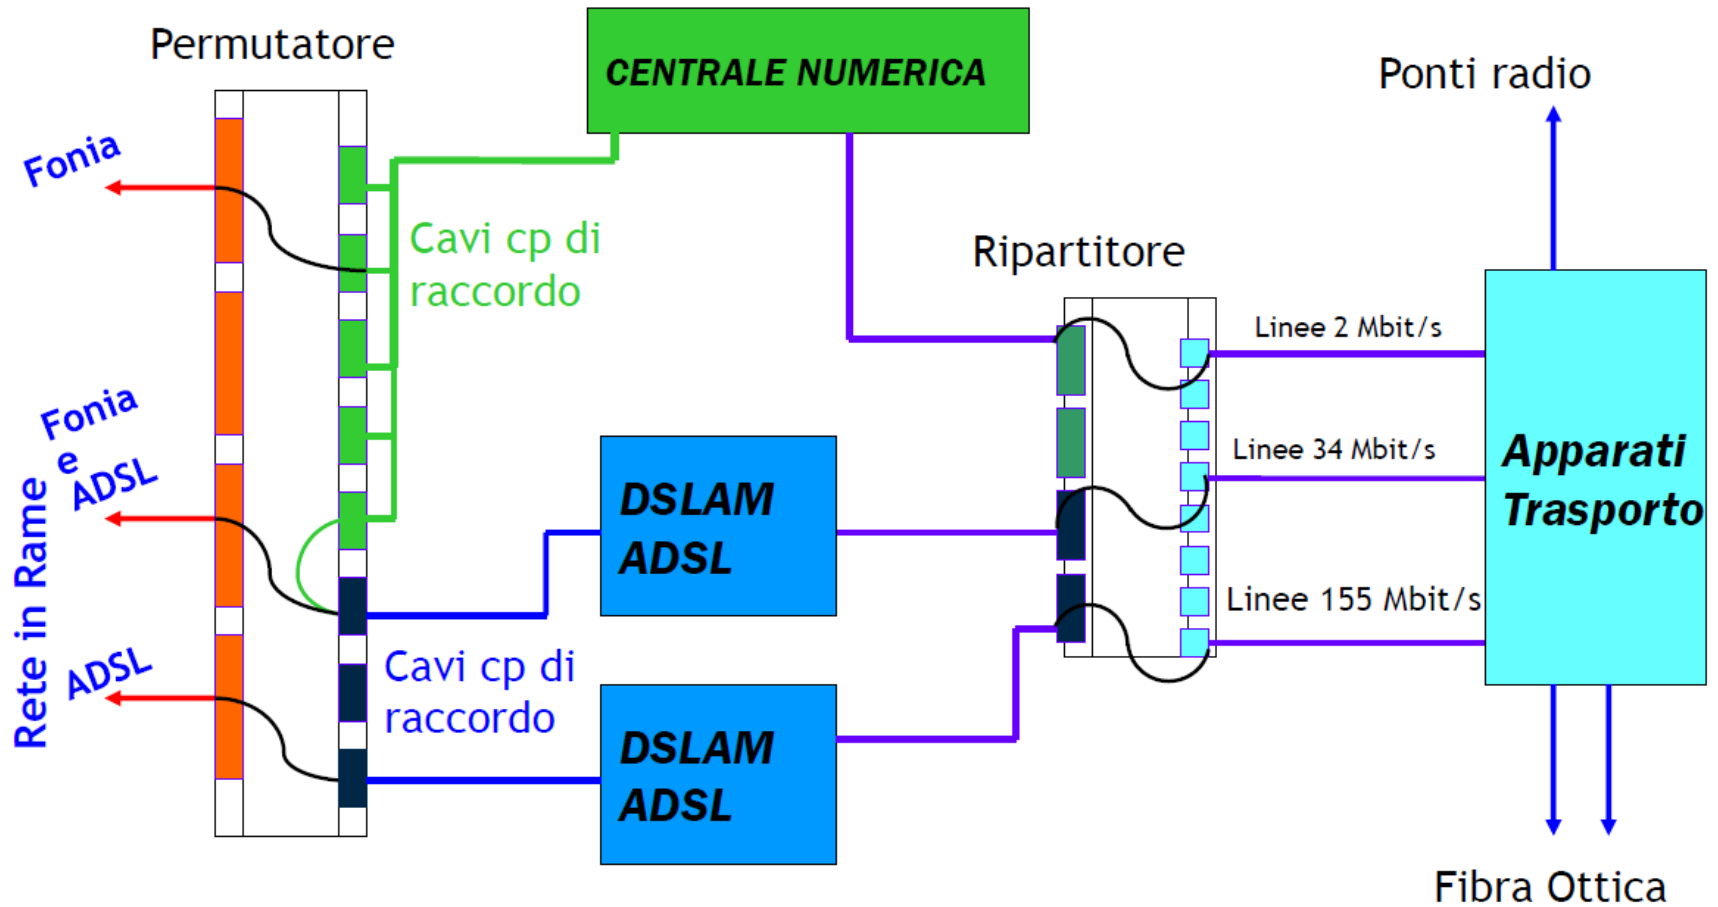 Permutatore
CENTRALE NUMERICA
Ponti radio
Fonia
Cavi cp di
raccordo
Ripartitore
Linee 2 Mbit/s
Linee 34 Mbit/s
Linee 155 Mbit/s
Apparati
Trasporto
Fonia
e
ADSL
DSLAM
ADSL
Rete in Rame
ADSL
Cavi cp di
raccordo
DSLAM
ADSL
Fibra Ottica